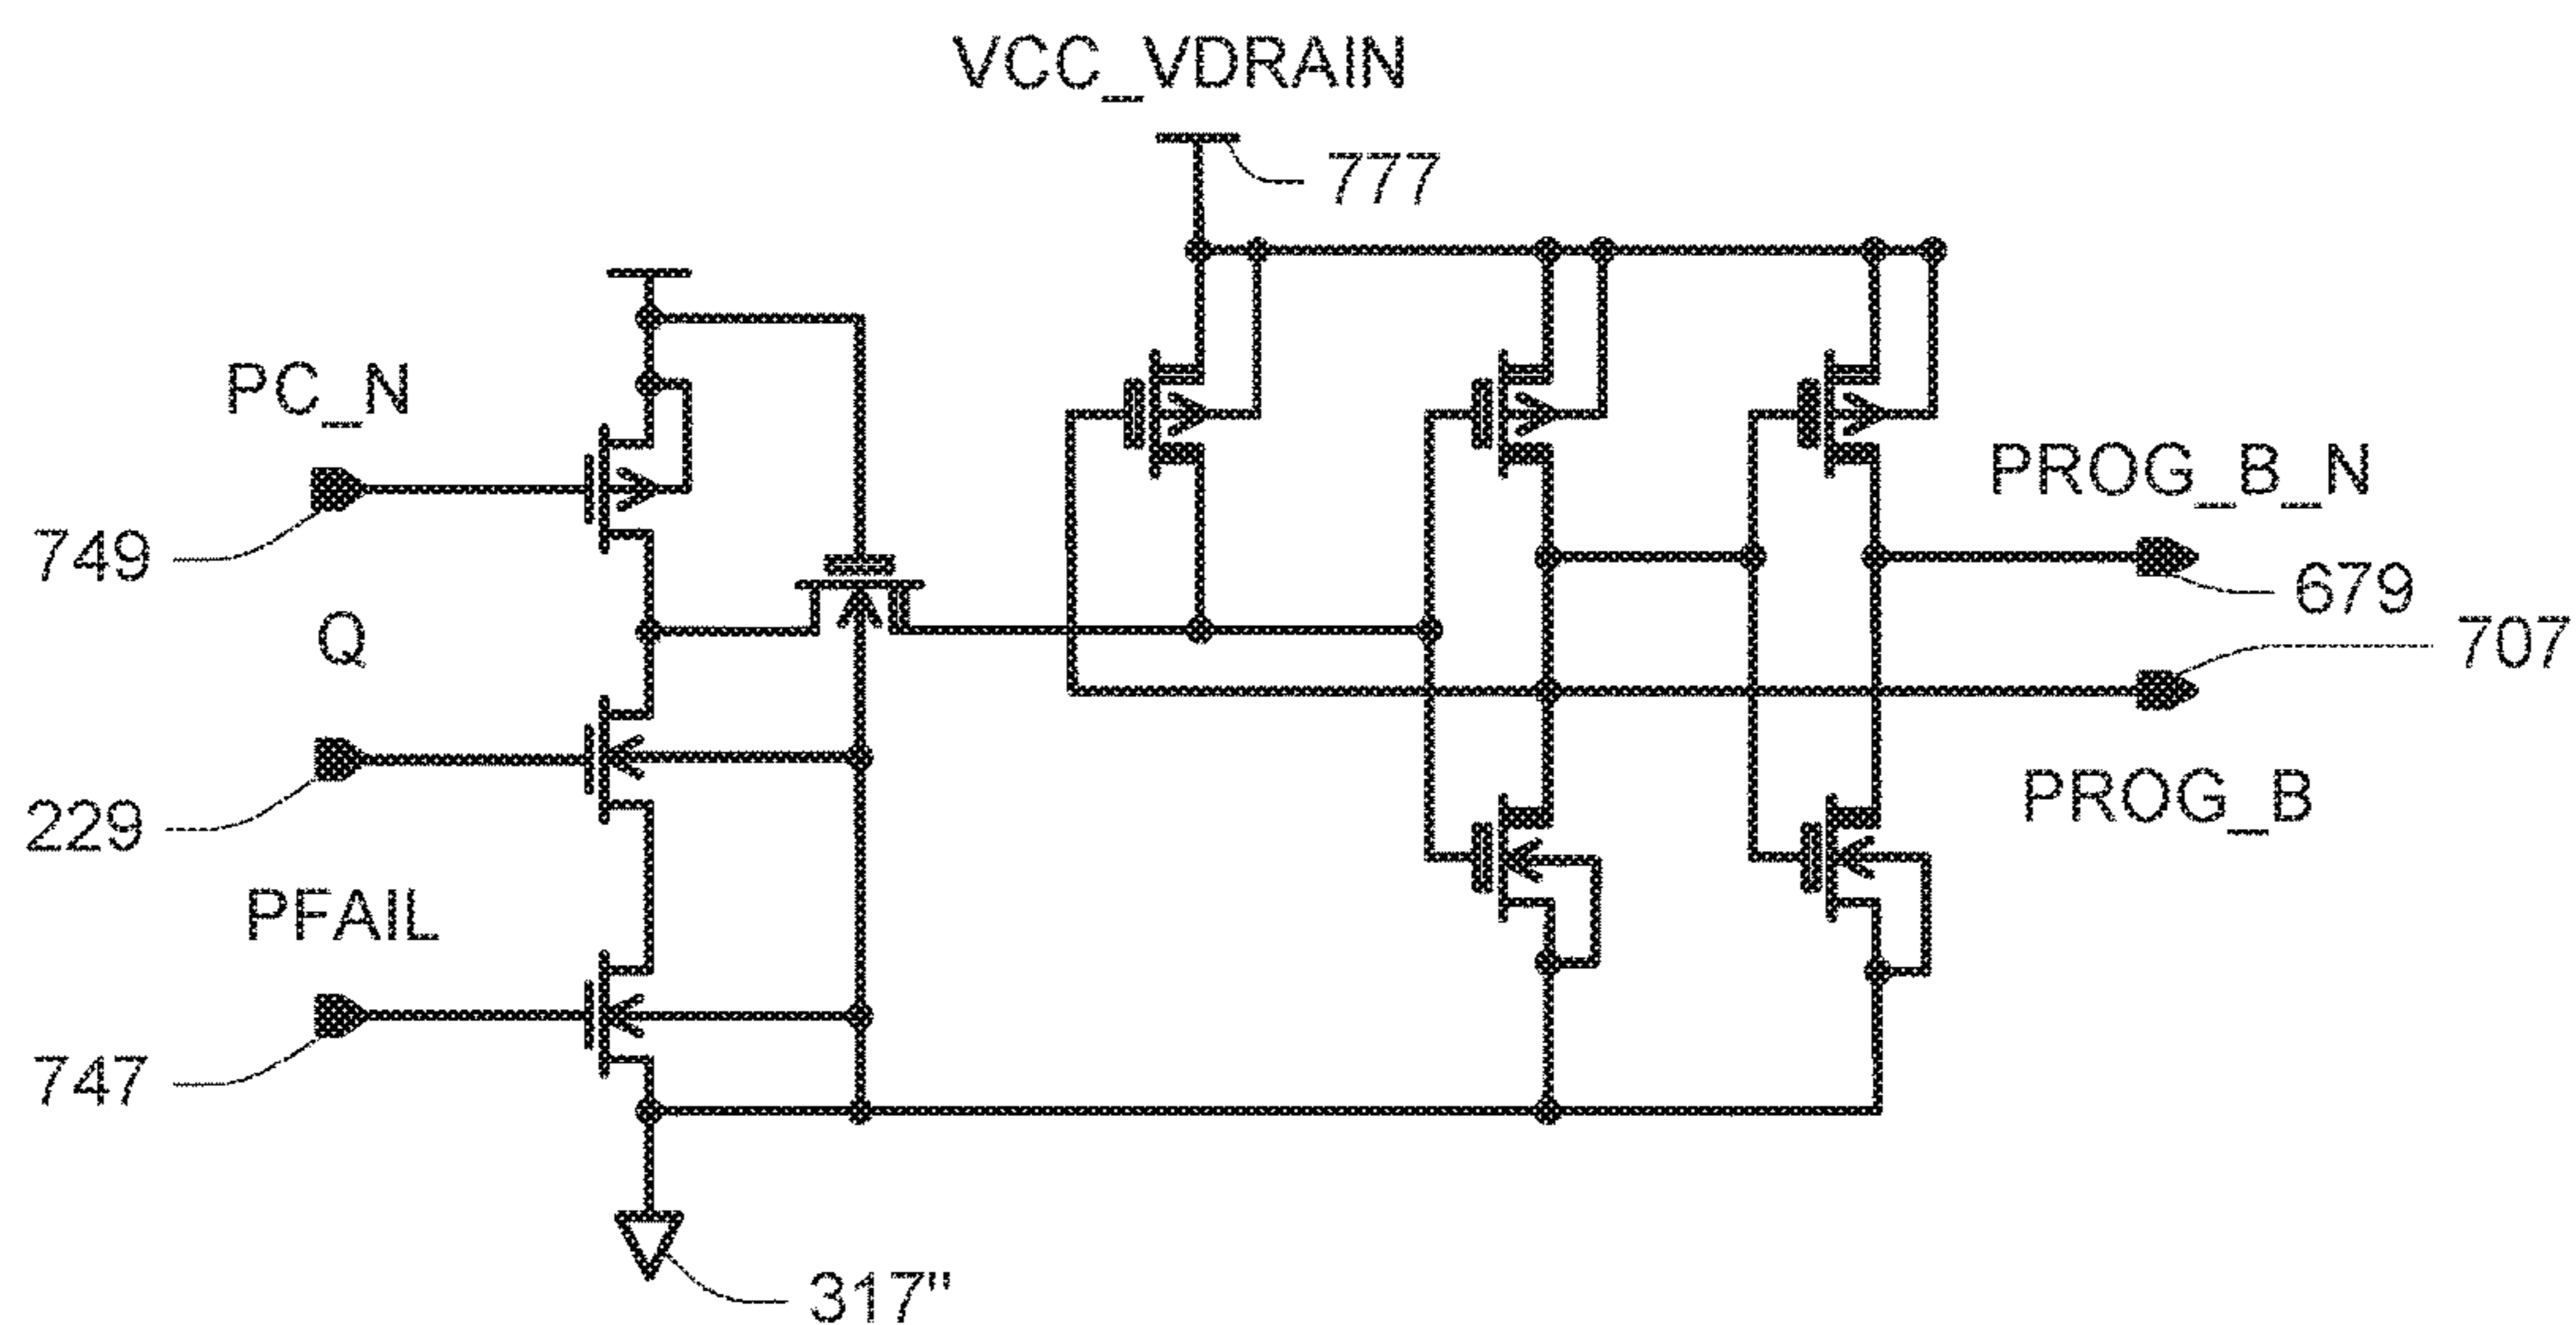 VCC_VDRAIN
777
PC_N
749
PROG_B_N
679
Q
707
229
PROG_B
PFAIL
747
317"